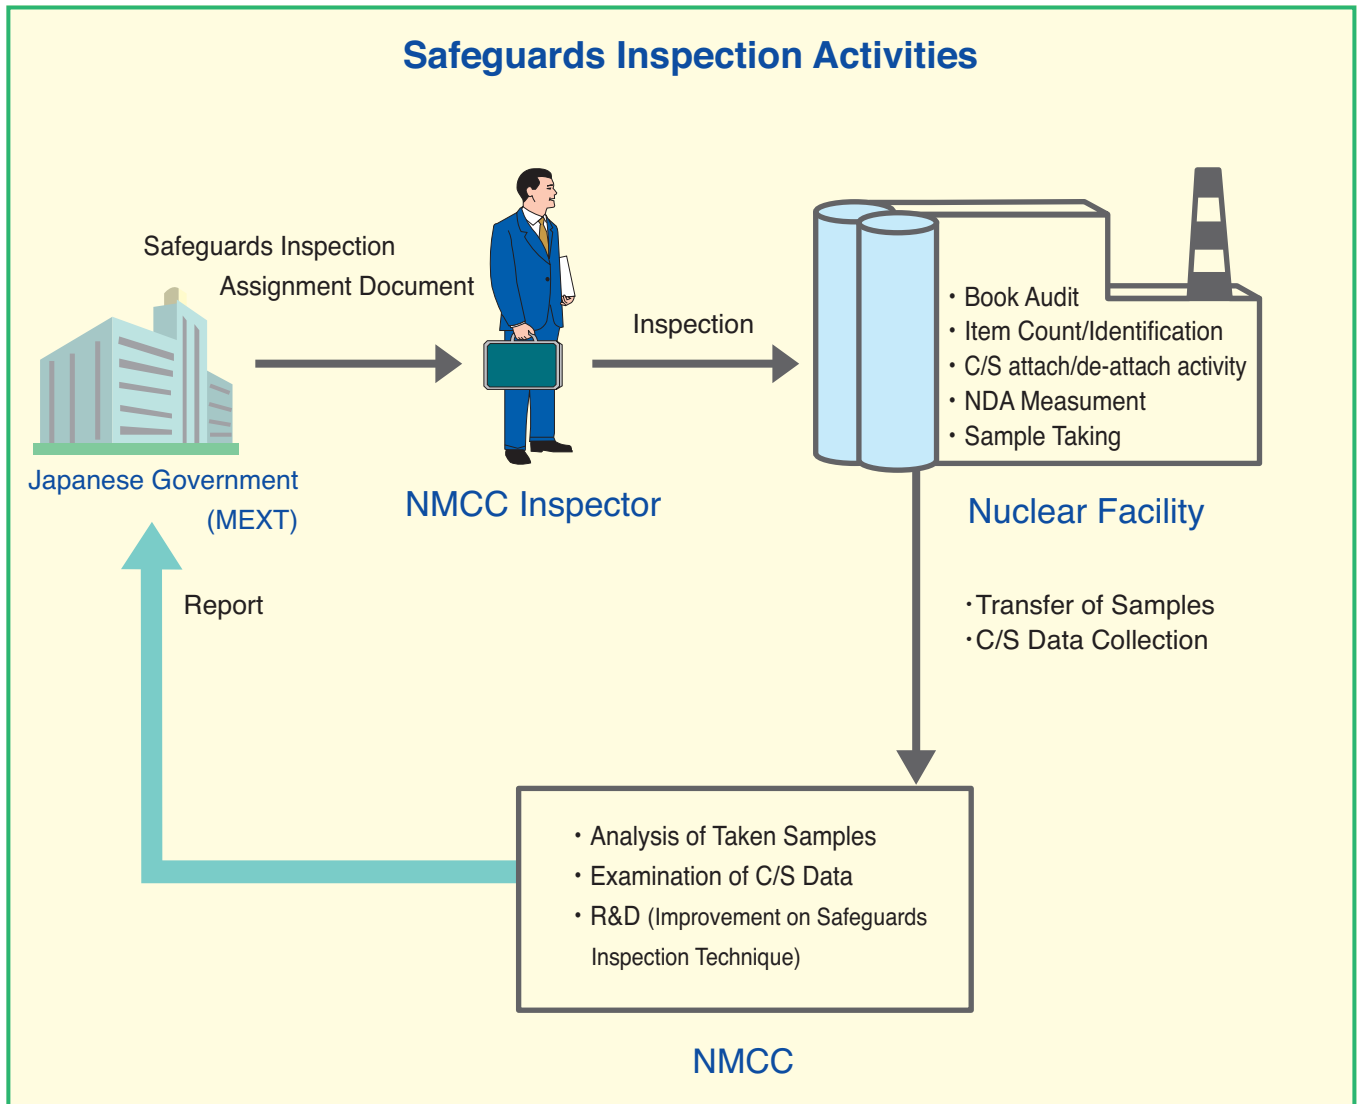 Safeguards Inspection Activities
Safeguards Inspection
Assignment Document
Inspection
・Book Audit
・Item Count/Identification
・C/S attach/de-attach activity
・NDA Measument
・Sample Taking
Japanese Government
(MEXT)
NMCC Inspector
Nuclear Facility
Report
・Transfer of Samples
・C/S Data Collection
・Analysis of Taken Samples
・Examination of C/S Data
・R&D (Improvement on Safeguards
Inspection Technique)
NMCC